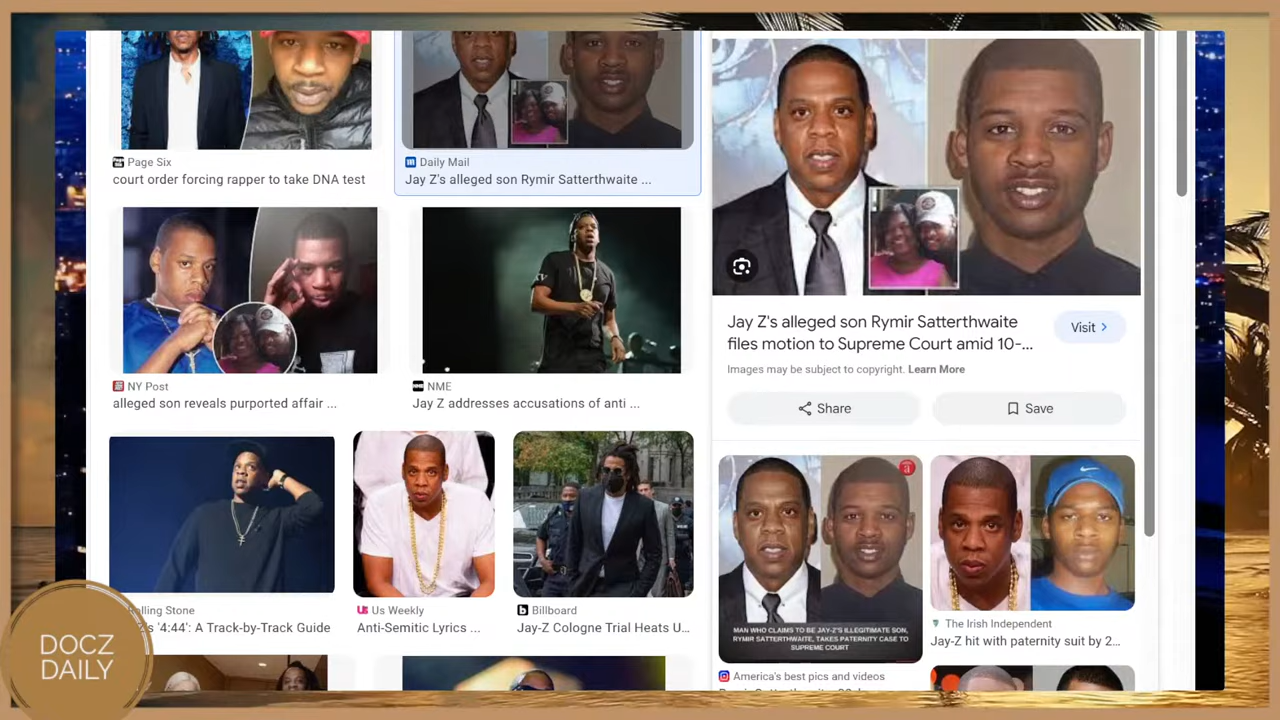 Page Six
court order forcing rapper to take DNA test
Daily Mail
Jay Z's alleged son Rymir Satterthwaite ...
NY Post
alleged son reveals purported affair ...
NME
Jay Z addresses accusations of anti ...
Rolling Stone
's '4:44': A Track-by-Track Guide
Us Weekly
Anti-Semitic Lyrics ...
Billboard
Jay-Z Cologne Trial Heats U...
Jay Z's alleged son Rymir Satterthwaite
files motion to Supreme Court amid 10-...
Visit >
Images may be subject to copyright. Learn More
Share
Save
MAN WHO CLAIMS TO BE JAY-Z'S ILLEGITIMATE SON,
RYMIR SATTERTHWAITE, TAKES PATERNITY CASE TO
SUPREME COURT
America's best pics and videos
The Irish Independent
Jay-Z hit with paternity suit by 2...
DOCZ
DAILY